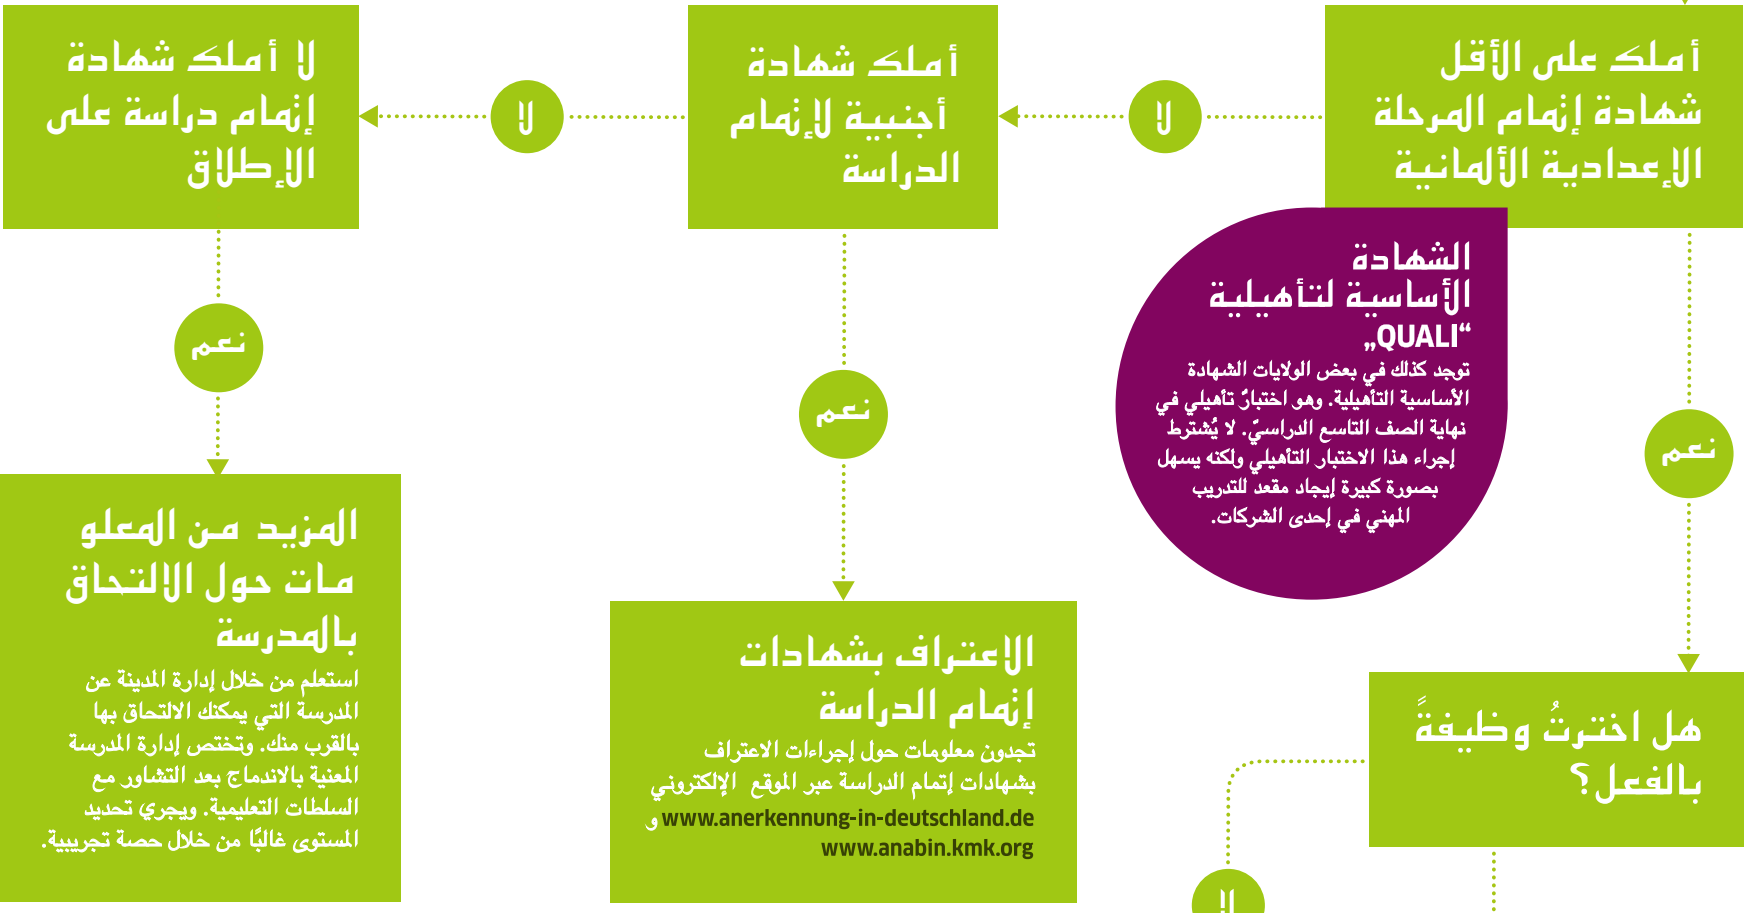 أملك على الأقل
شهادة إتمام المرحلة
الإعدادية الألمانية
لا
أملك شهادة
أجنبية لإتمام
الدراسة
لا
لا أملك شهادة
إتمام دراسة على
الإطلاق
الشهادة
الأساسية لتأهيلية
„QUALI“
توجد كذلك في بعض الولايات الشهادة
الأساسية التأهيلية. وهو اختبارٌ تأهيلي في
نهاية الصف التاسع الدراسيّ. لا يُشترط
إجراء هذا الاختبار التأهيلي ولكنه يسهل
بصورة كبيرة إيجاد مقعد للتدريب
المهني في إحدى الشركات.
نعم
نعم
نعم
هل اخترتُ وظيفةً
بالفعل؟
لا
الاعتراف بشهادات
إتمام الدراسة
تجدون معلومات حول إجراءات الاعتراف
بشهادات إتمام الدراسة عبر الموقع الإلكتروني
www.anerkennung-in-deutschland.de و
www.anabin.kmk.org
المزيد من المعلو
مات حول الالتحاق
بالمدرسة
استعلم من خلال إدارة المدينة عن
المدرسة التي يمكنك الالتحاق بها
بالقرب منك. وتختص إدارة المدرسة
المعنية بالاندماج بعد التشاور مع
السلطات التعليمية. ويجري تحديد
المستوى غالبًا من خلال حصة تجريبية.